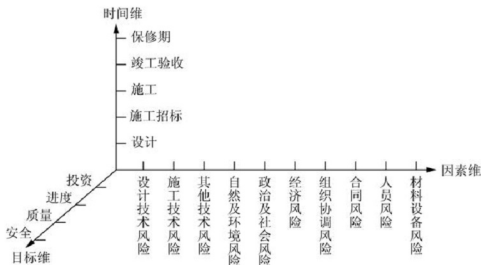 时间维
保修期
竣工验收
施工
施工招标
设计
因素维
投资
进度
质量
安全
目标维
设计技术风险
施工技术风险
其他技术风险
自然及环境风险
政治及社会风险
经济风险
组织协调风险
合同风险
人员风险
材料设备风险